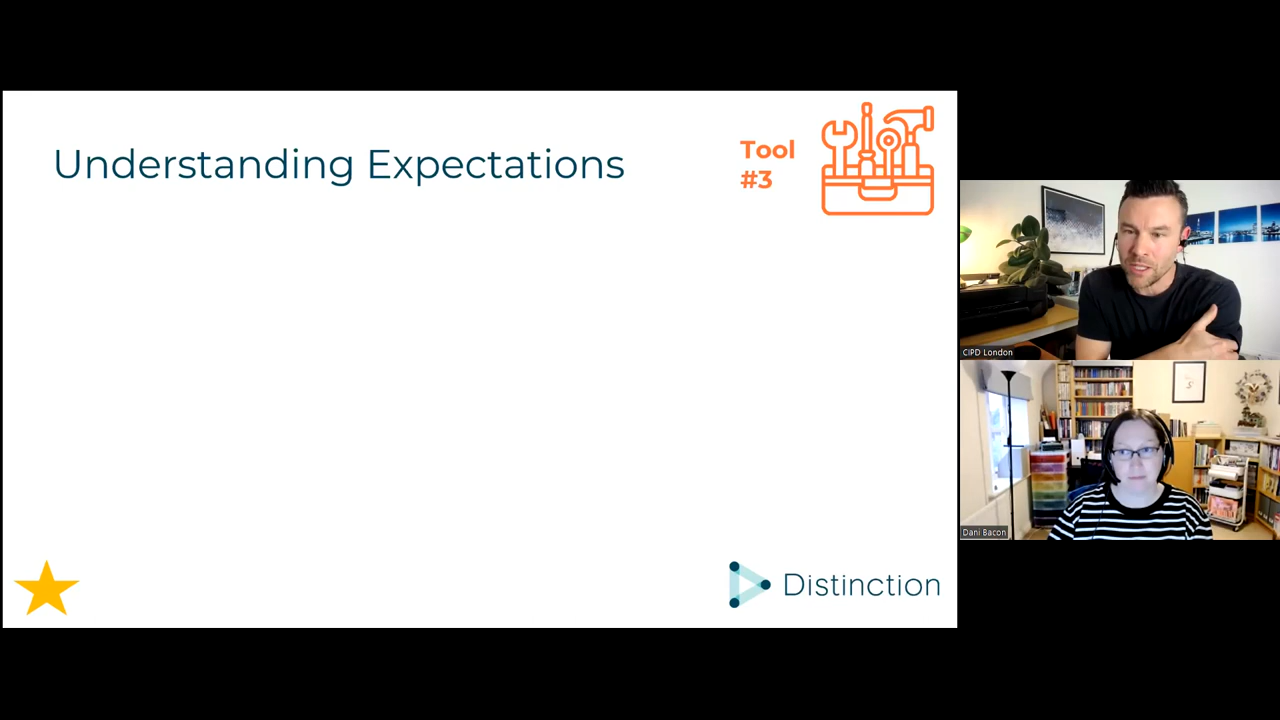 Understanding Expectations
Tool
#3
Distinction
CIPD London
Dani Bacon